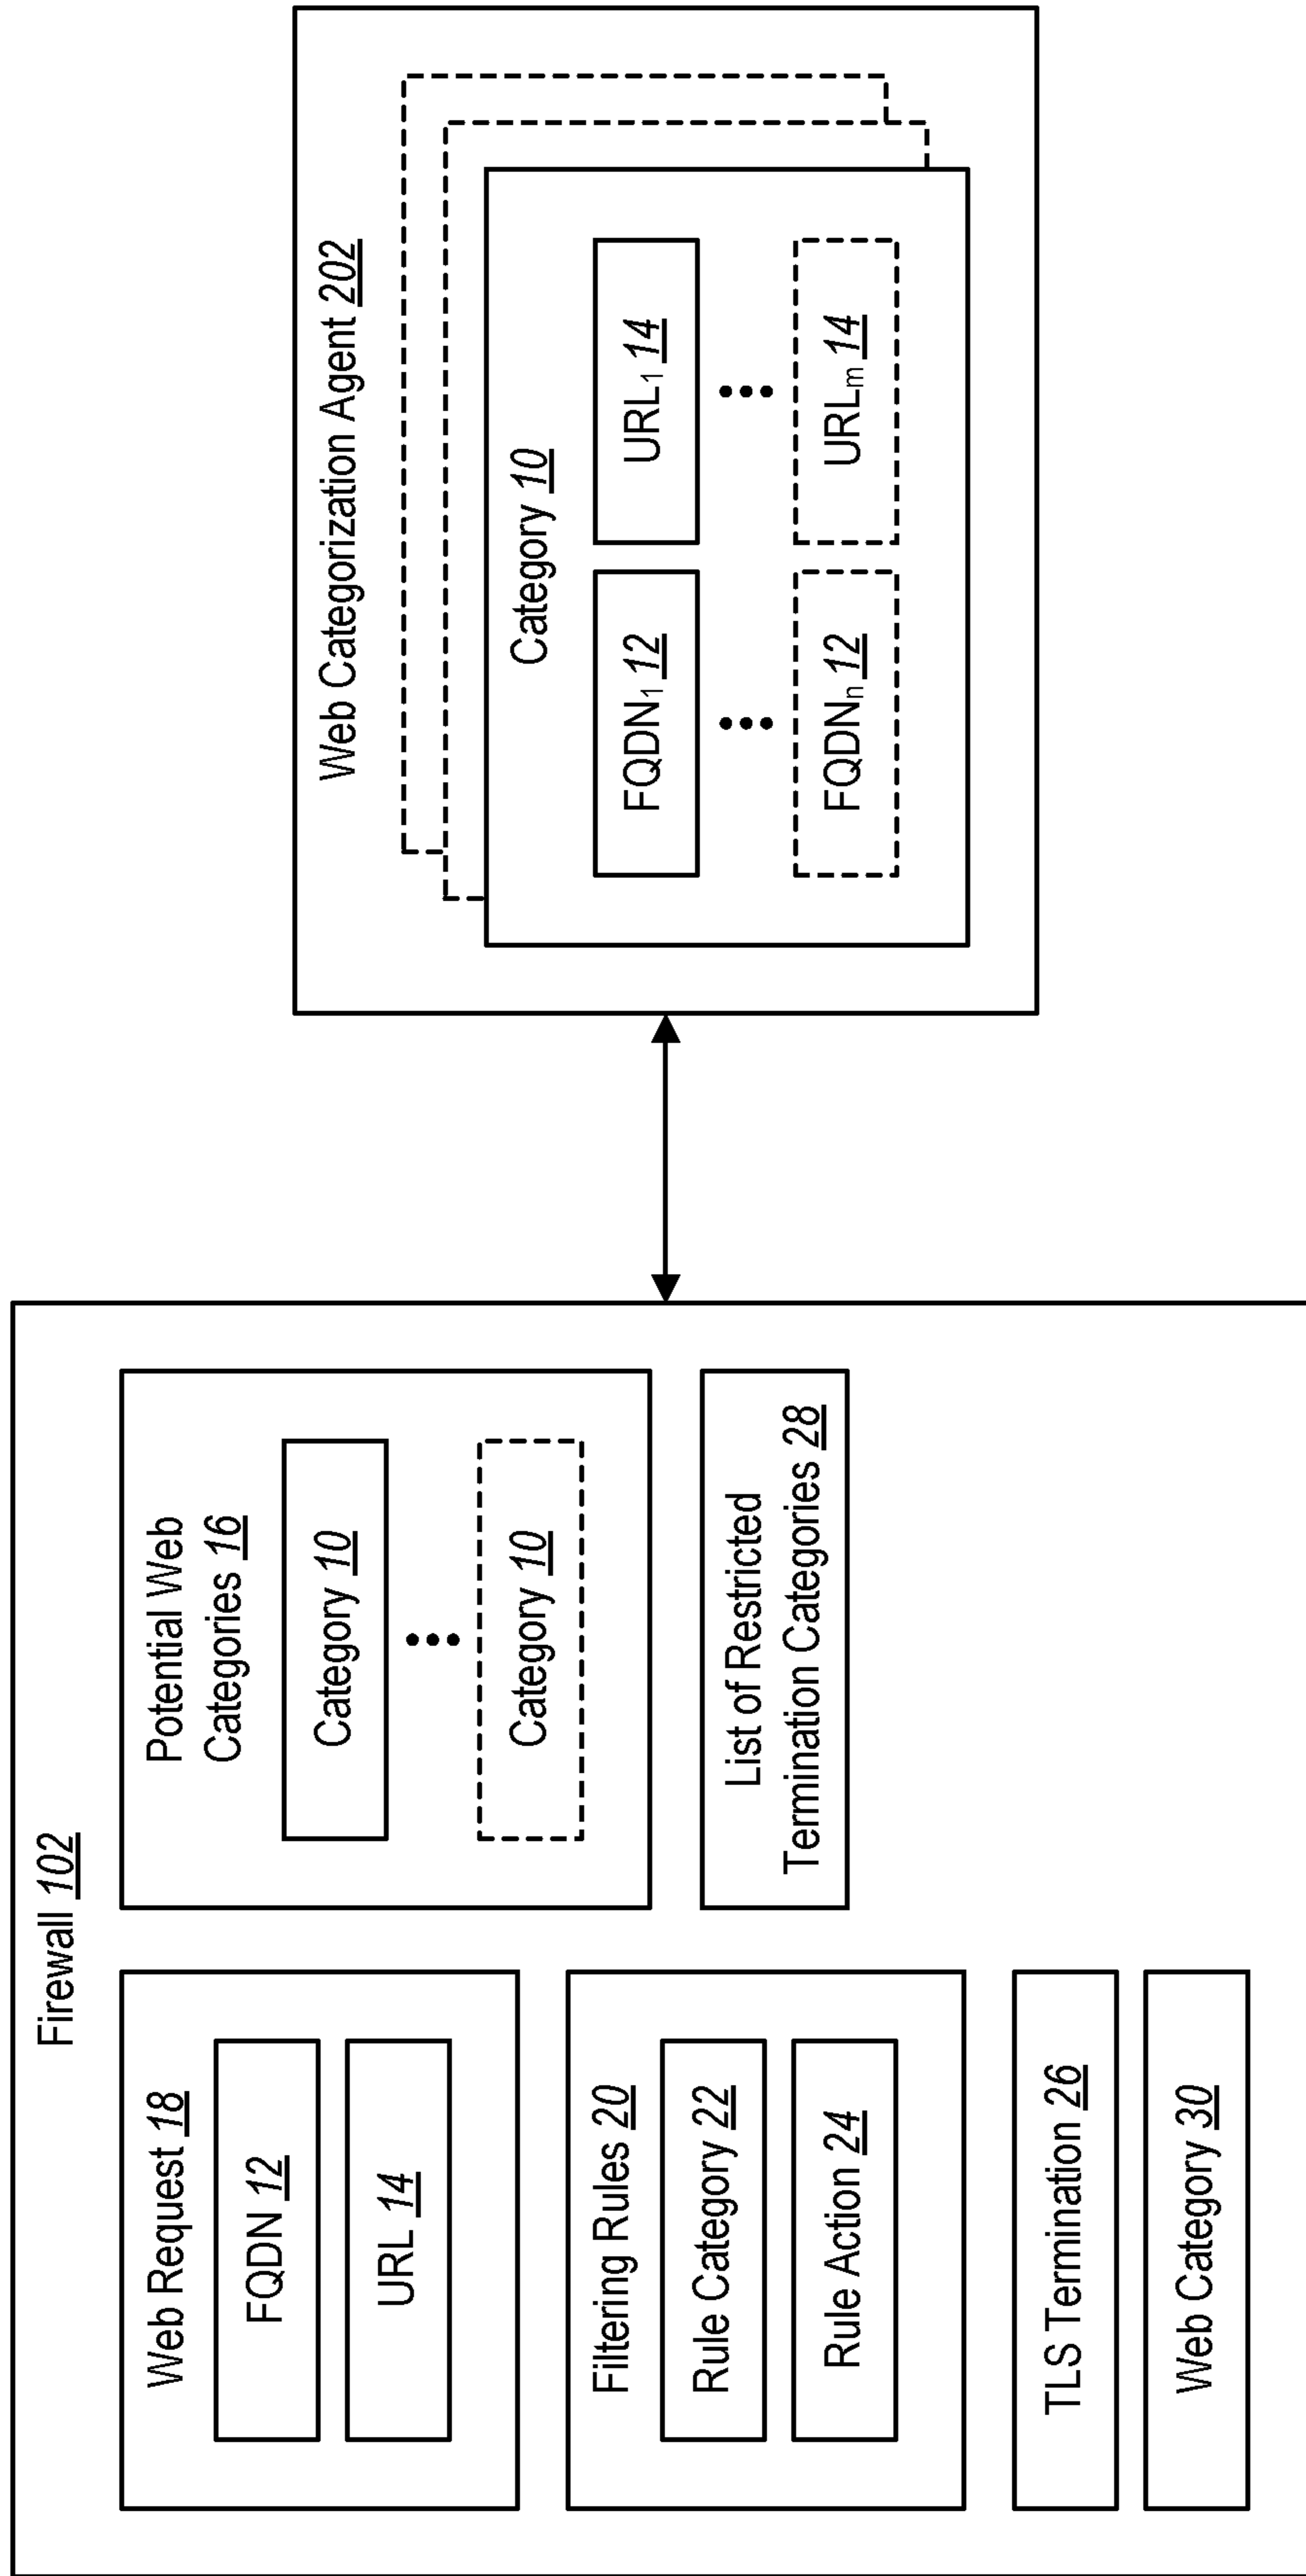 Firewall 102
Web Request 18
FQDN 12
URL 14
Filtering Rules 20
Rule Category 22
Rule Action 24
TLS Termination 26
Web Category 30
Potential Web
Categories 16
Category 10
Category 10
List of Restricted
Termination Categories 28
Web Categorization Agent 202
Category 10
FQDN₁ 12
URL₁ 14
FQDNₙ 12
URLₘ 14